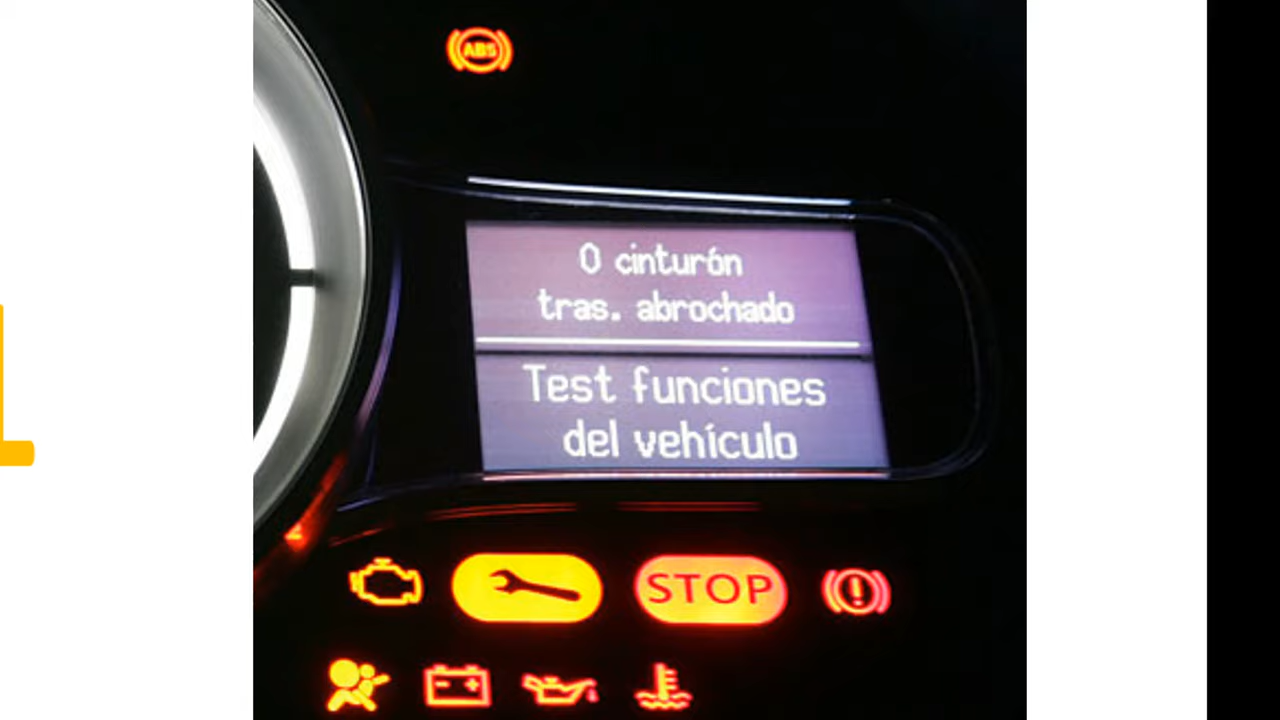 ABS
0 cinturón
tras. abrochado
Test funciones
del vehículo
STOP